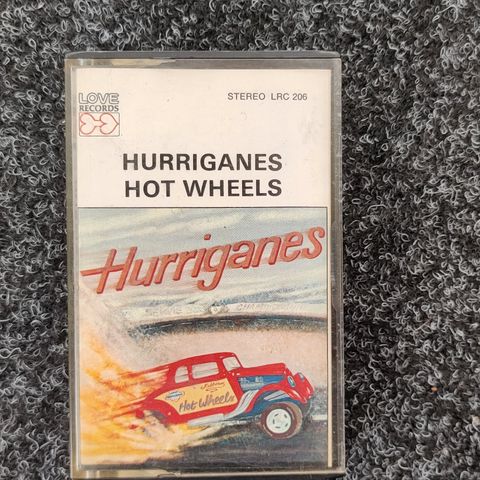 LOVE
RECORDS
STEREO LRC 206
HURRIGANES
HOT WHEELS
Hurriganes
Hot Wheels